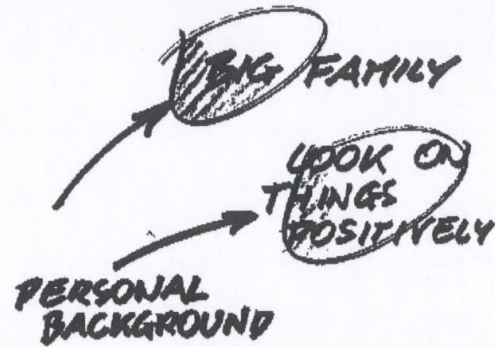 BIG FAMILY
LOOK ON
THINGS
POSITIVELY
PERSONAL
BACKGROUND